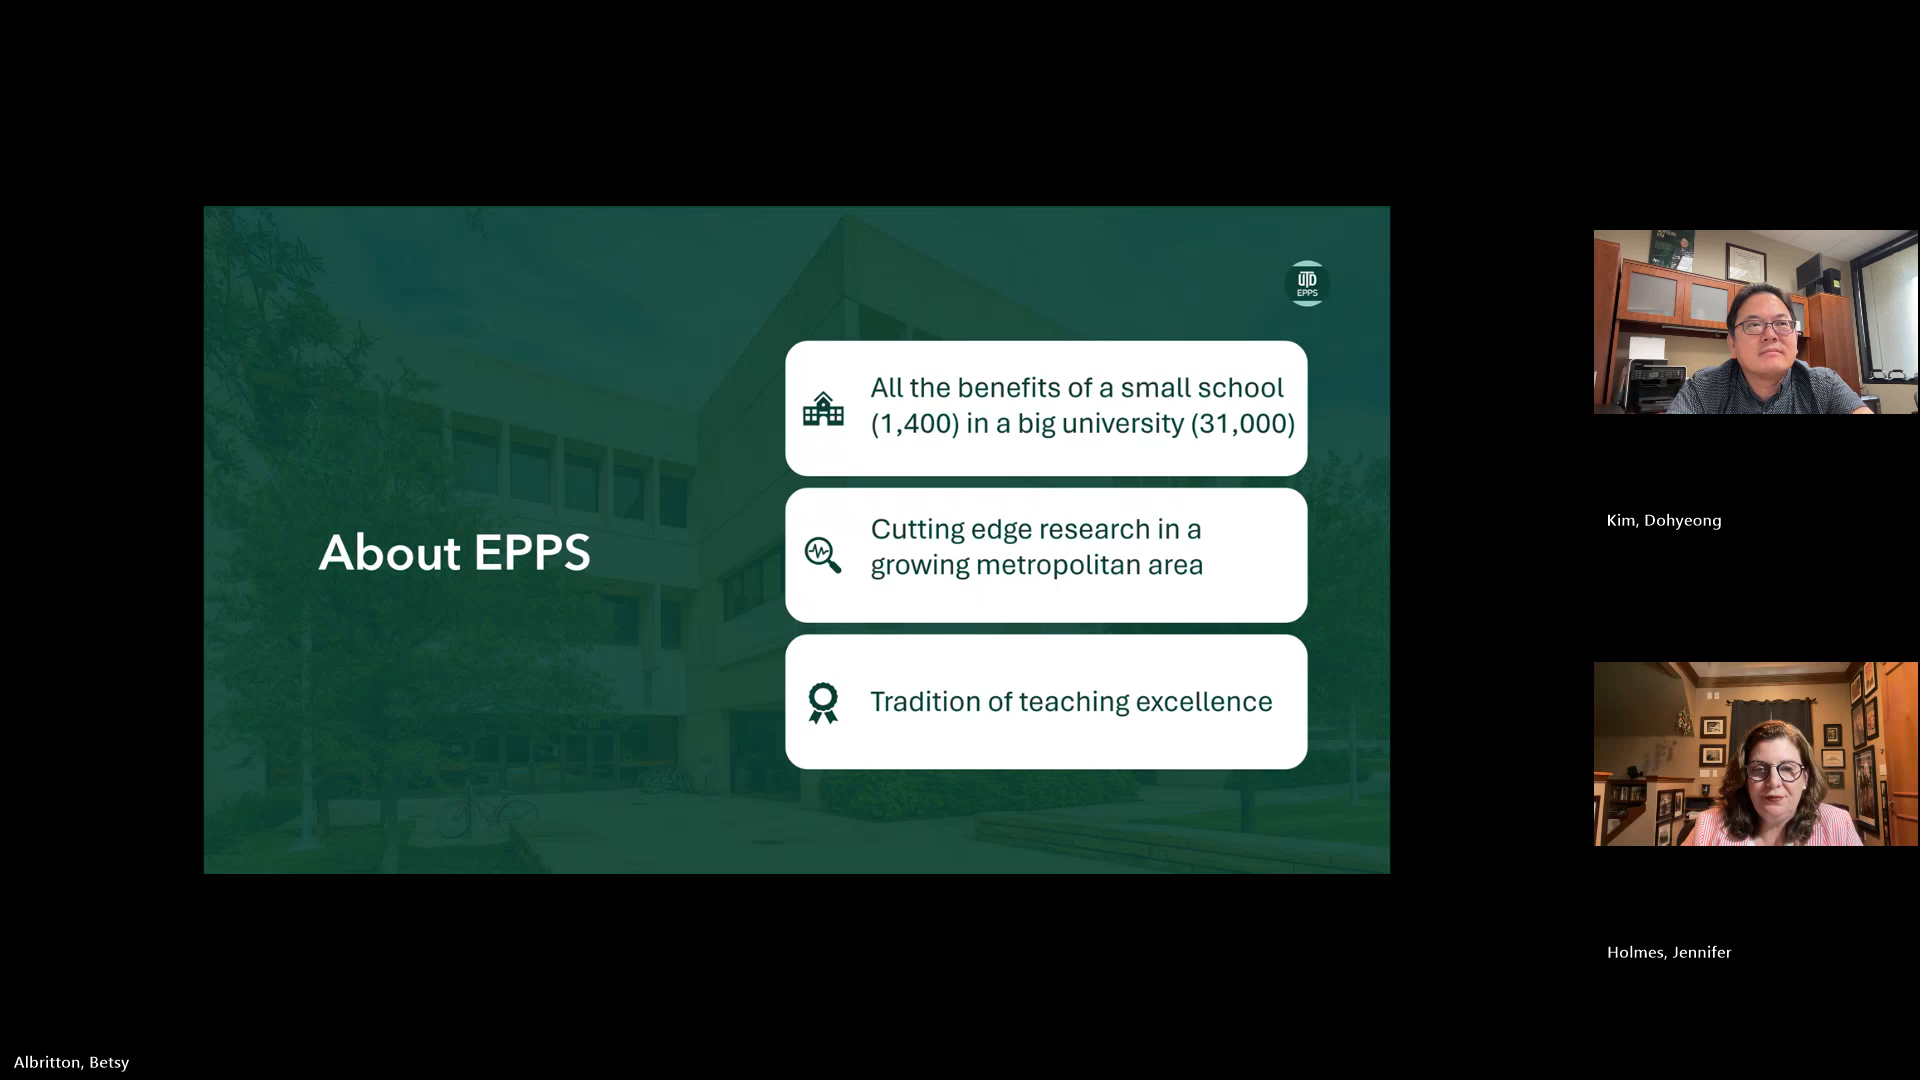 UTD
EPPS
About EPPS
All the benefits of a small school
(1,400) in a big university (31,000)
Cutting edge research in a
growing metropolitan area
Tradition of teaching excellence
Kim, Dohyeong
Holmes, Jennifer
Albritton, Betsy